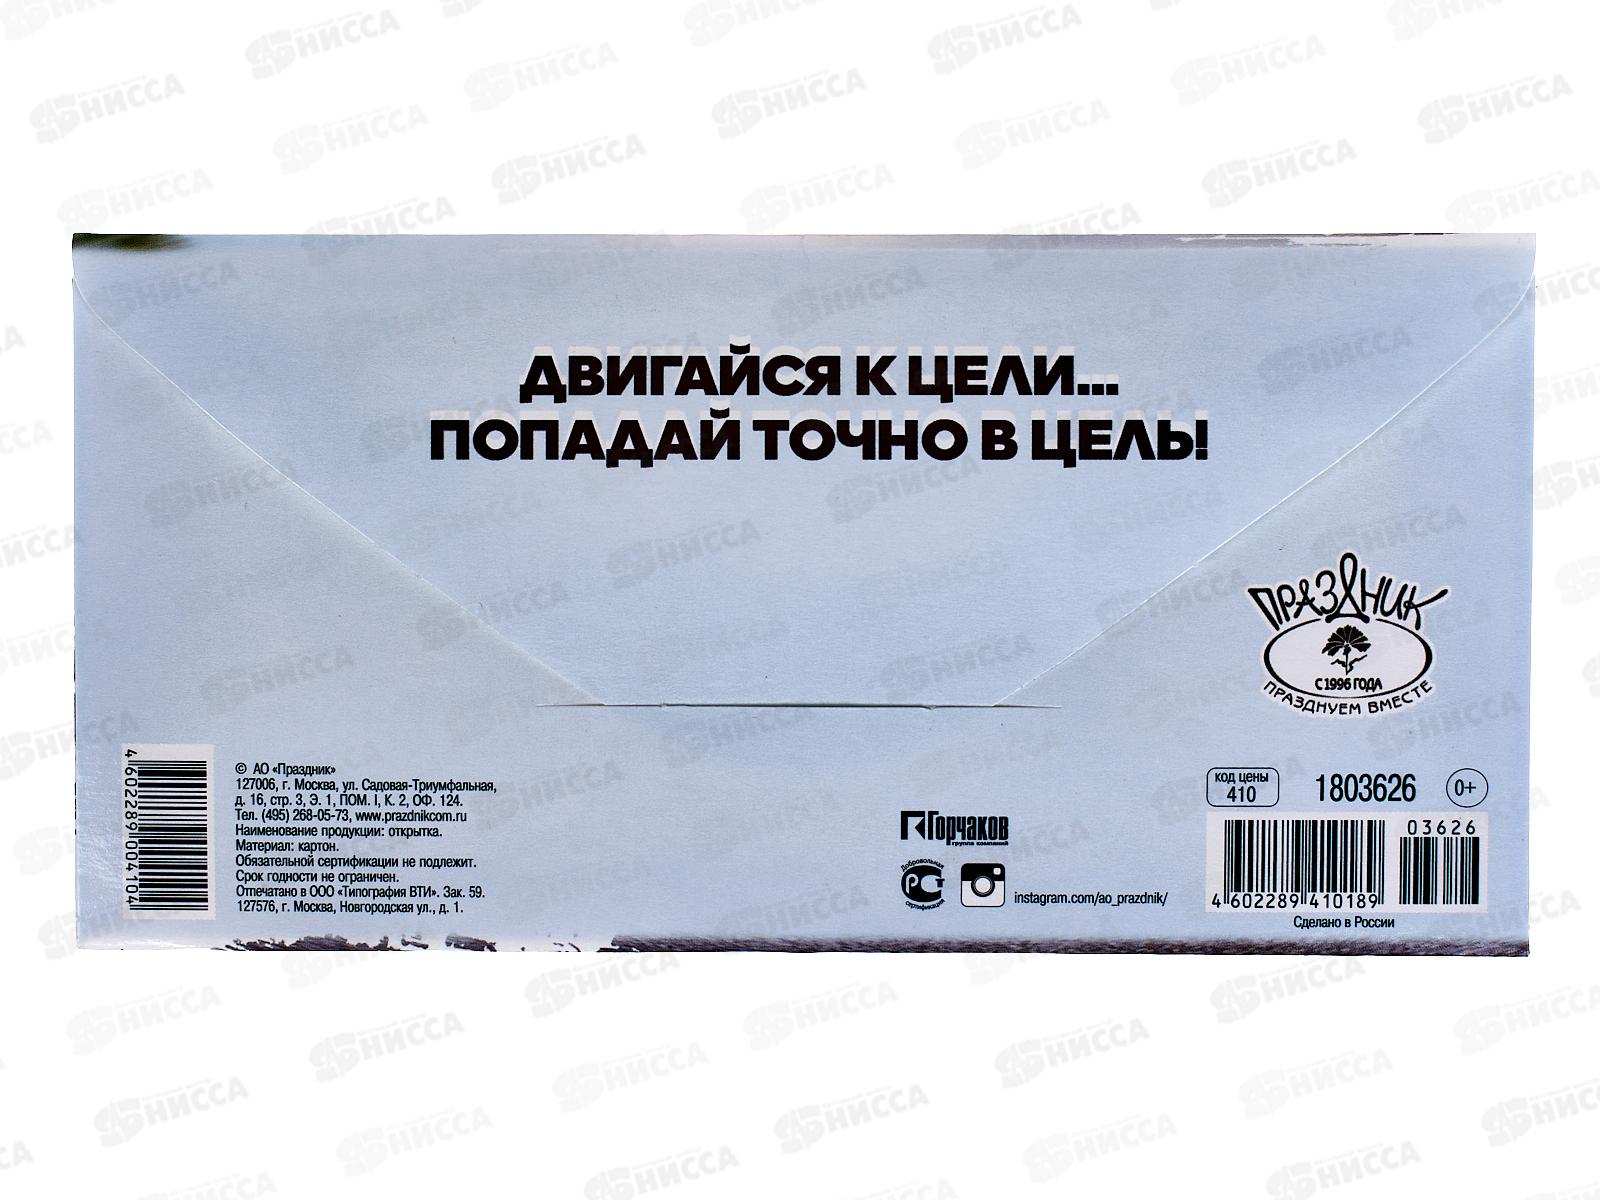 ДВИГАЙСЯ К ЦЕЛИ...
ПОПАДАЙ ТОЧНО В ЦЕЛЬ!
ПРАЗДНИК
С 1996 ГОДА
ПРАЗДНУЕМ ВМЕСТЕ
4 602289 004104
© АО «Праздник»
127006, г. Москва, ул. Садовая-Триумфальная,
д. 16, стр. 3, Э. 1, ПОМ. I, К. 2, ОФ. 124.
Тел. (495) 268-05-73, www.prazdnikcom.ru
Наименование продукции: открытка.
Материал: картон.
Обязательной сертификации не подлежит.
Срок годности не ограничен.
Отпечатано в ООО «Типография ВТИ». Зак. 59.
127576, г. Москва, Новгородская ул., д. 1.
Горчаков
группа компаний
Добровольная
РСТ
сертификация
instagram.com/ao_prazdnik/
код цены
410
1803626
0+
03626
4 602289 410189
Сделано в России
НИССА